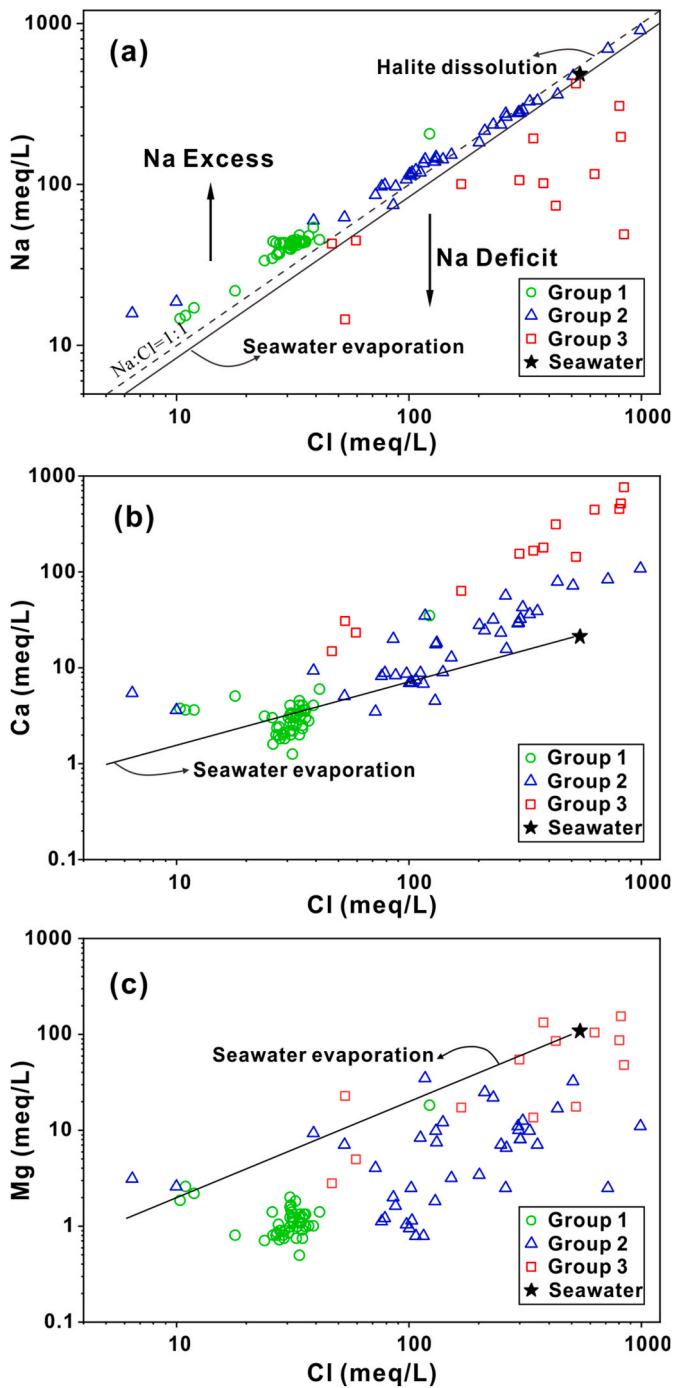 (a)
Halite dissolution
Na Excess
Na Deficit
Na:Cl=1:1
Seawater evaporation
Group 1
Group 2
Group 3
Seawater
1000
100
10
Na (meq/L)
10
100
1000
Cl (meq/L)
(b)
Seawater evaporation
Group 1
Group 2
Group 3
Seawater
1000
100
10
1
0.1
Ca (meq/L)
10
100
1000
Cl (meq/L)
(c)
Seawater evaporation
Group 1
Group 2
Group 3
Seawater
1000
100
10
1
0.1
Mg (meq/L)
10
100
1000
Cl (meq/L)